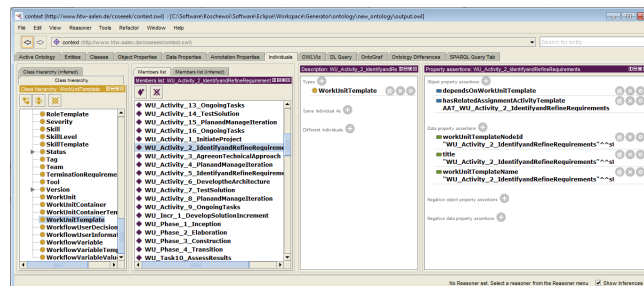 context (http://www.htw-aalen.de/coseek/context.owl) : [C:\Software\Koschewol\Software\Eclipse\Workspace\Generator\ontology\new_ontology\output.owl]
File Edit View Reasoner Tools Refactor Window Help
context (http://www.htw-aalen.de/coseek/context.owl)
Search for entity
Active Ontology Entities Classes Object Properties Data Properties Annotation Properties Individuals OWLViz DL Query OntoGraf Ontology Differences SPARQL Query Tab
Class hierarchy (inferred)
Class hierarchy
Class hierarchy: WorkUnitTemplate
RoleTemplate
Severity
Skill
SkillLevel
SkillTemplate
Status
Tag
Team
TerminationRequireme
Tool
Version
WorkUnit
WorkUnitContainer
WorkUnitContainerTen
WorkUnitTemplate
WorkflowUserDecision
WorkflowUserInformat
WorkflowVariable
WorkflowVariableTemp
WorkflowVariableValue
Members list Members list (inferred)
Members list: WU_Activity_2_IdentifyandRefineRequirement
WU_Activity_13_OngoingTasks
WU_Activity_14_TestSolution
WU_Activity_15_PlanandManageIteration
WU_Activity_16_OngoingTasks
WU_Activity_1_InitiateProject
WU_Activity_2_IdentifyandRefineRequireme
WU_Activity_3_AgreeonTechnicalApproach
WU_Activity_4_PlanandManageIteration
WU_Activity_5_IdentifyandRefineRequireme
WU_Activity_6_DeveloptheArchitecture
WU_Activity_7_TestSolution
WU_Activity_8_PlanandManageIteration
WU_Activity_9_OngoingTasks
WU_Incr_1_DevelopSolutionIncrement
WU_Phase_1_Inception
WU_Phase_2_Elaboration
WU_Phase_3_Construction
WU_Phase_4_Transition
WU_Task10_AssessResults
Description: WU_Activity_2_IdentifyandRe
Types
WorkUnitTemplate
Same Individual As
Different Individuals
Property assertions: WU_Activity_2_IdentifyandRefineRequirements
Object property assertions
dependsOnWorkUnitTemplate
hasRelatedAssignmentActivityTemplate
AAT_WU_Activity_2_IdentifyandRefineRequirements
Data property assertions
workUnitTemplateNodeId
"WU_Activity_2_IdentifyandRefineRequirements"^^st
title
"WU_Activity_2_IdentifyandRefineRequirements"^^st
workUnitTemplateName
"WU_Activity_2_IdentifyandRefineRequirements"^^st
Negative object property assertions
Negative data property assertions
No Reasoner set. Select a reasoner from the Reasoner menu Show Inferences